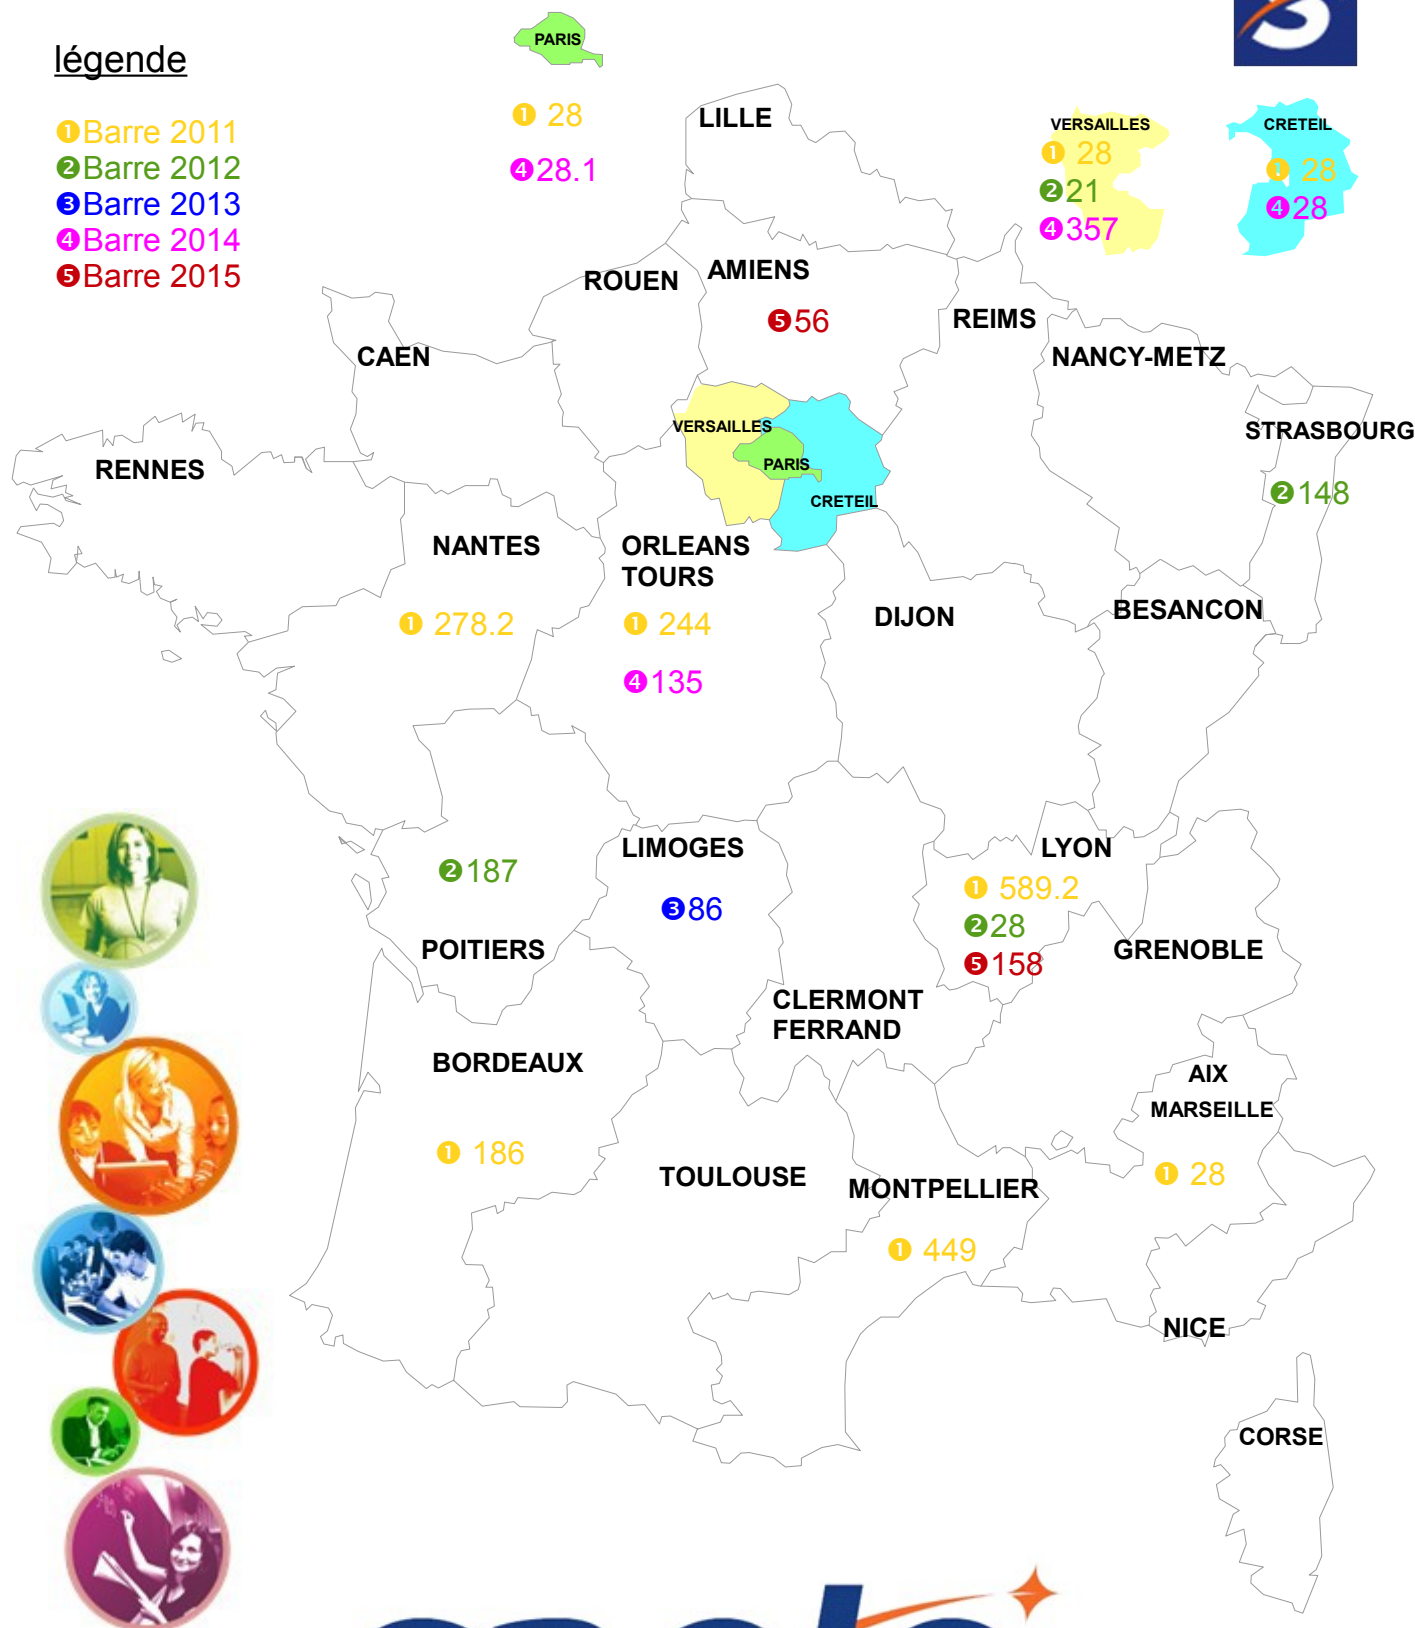 légende
❶Barre 2011
❷Barre 2012
❸Barre 2013
❹Barre 2014
❺Barre 2015
PARIS
❶ 28
❹28.1
LILLE
VERSAILLES
❶ 28
❷21
❹357
CRETEIL
❶ 28
❹28
ROUEN
AMIENS
❺56
REIMS
CAEN
NANCY-METZ
STRASBOURG
❷148
VERSAILLES
PARIS
CRETEIL
RENNES
NANTES
❶ 278.2
ORLEANS
TOURS
❶ 244
❹135
DIJON
BESANCON
❷187
POITIERS
LIMOGES
❸86
LYON
❶ 589.2
❷28
❺158
GRENOBLE
CLERMONT
FERRAND
BORDEAUX
❶ 186
AIX
MARSEILLE
❶ 28
TOULOUSE
MONTPELLIER
❶ 449
NICE
CORSE